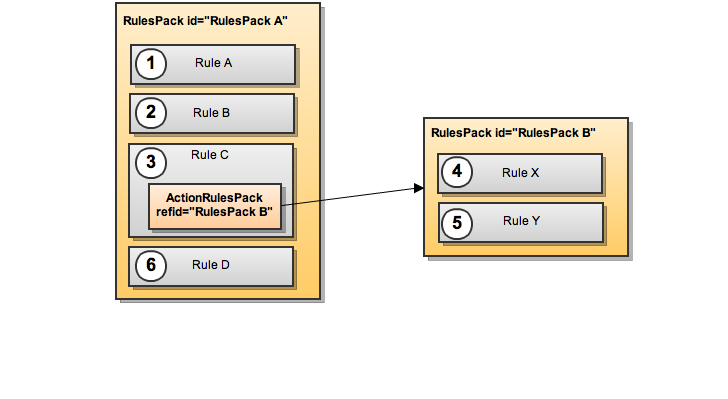 RulesPack id="RulesPack A"
1 Rule A
2 Rule B
3 Rule C
ActionRulesPack
refid="RulesPack B"
6 Rule D
RulesPack id="RulesPack B"
4 Rule X
5 Rule Y